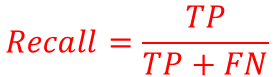 Recall = TP / TP + FN